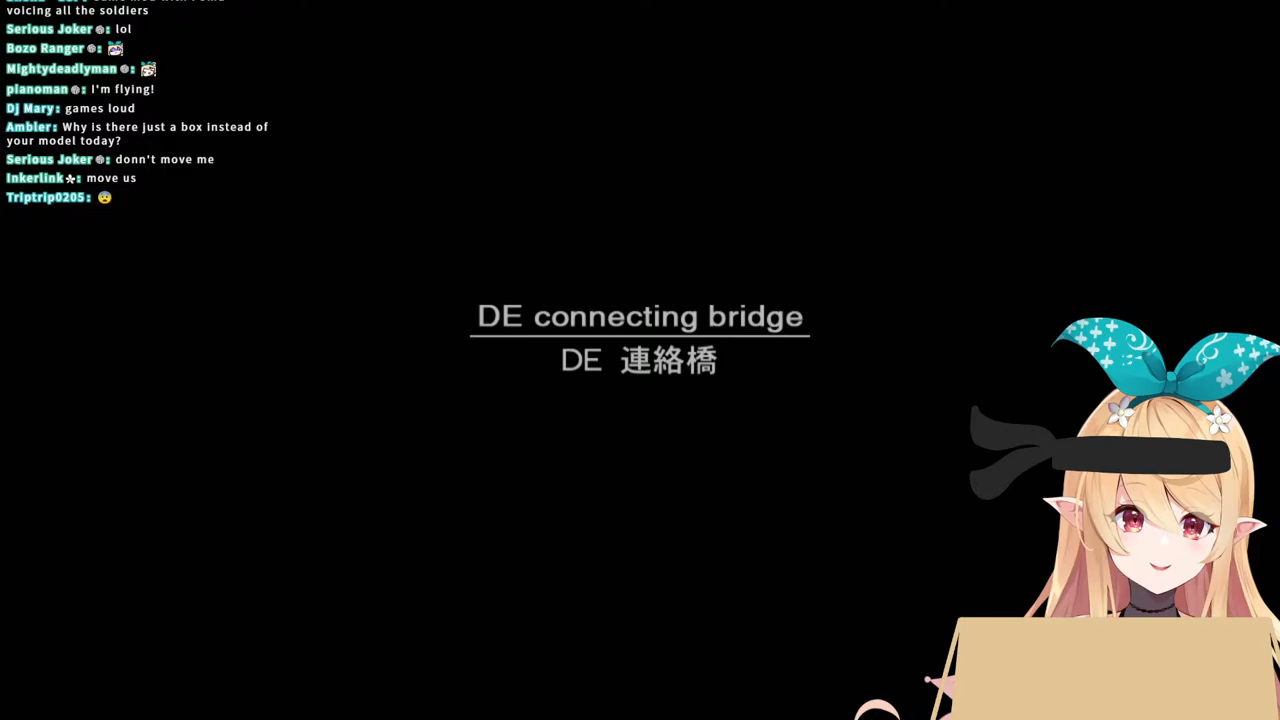 voicing all the soldiers
Serious Joker: lol
Bozo Ranger:
Mightydeadlyman:
pianoman: I'm flying!
Dj Mary: games loud
Ambler: Why is there just a box instead of
your model today?
Serious Joker: donn't move me
Inkerlink: move us
Triptrip0205: 😨
DE connecting bridge
DE 連絡橋